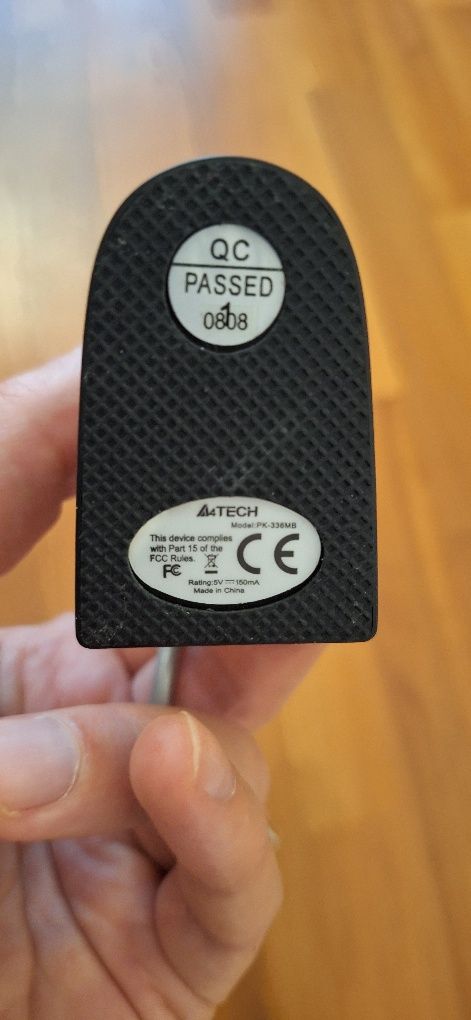 QC
PASSED
1
0808
A4TECH
Model:PK-336MB
This device complies
with Part 15 of the
FCC Rules.
FC
CE
Rating:5V⎓150mA
Made in China